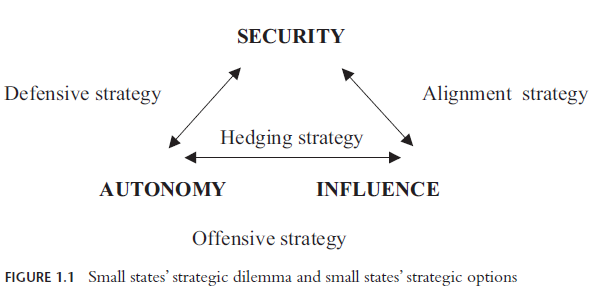 SECURITY
Defensive strategy
Alignment strategy
Hedging strategy
AUTONOMY
INFLUENCE
Offensive strategy
FIGURE 1.1 Small states' strategic dilemma and small states' strategic options